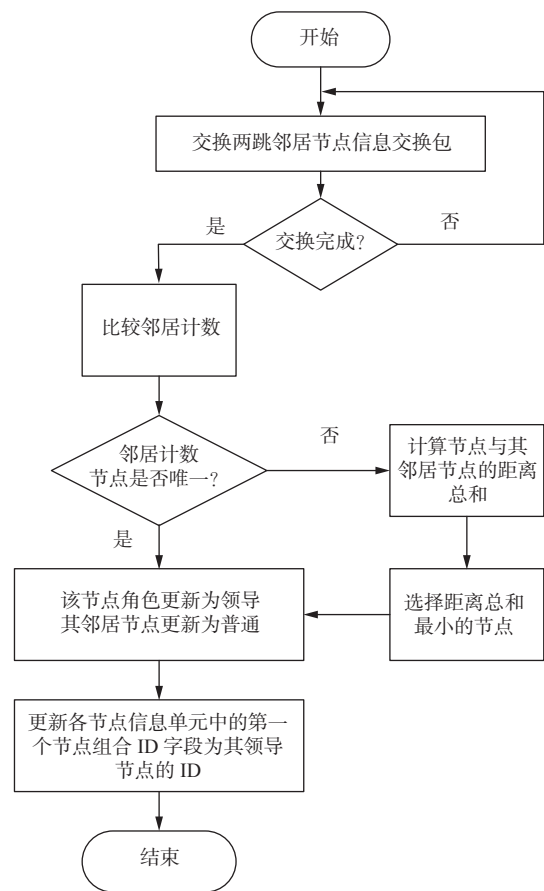 开始
交换两跳邻居节点信息交换包
是
交换完成?
否
比较邻居计数
邻居计数
节点是否唯一?
否
计算节点与其
邻居节点的距离
总和
是
该节点角色更新为领导
其邻居节点更新为普通
选择距离总和
最小的节点
更新各节点信息单元中的第一
个节点组合 ID 字段为其领导
节点的 ID
结束